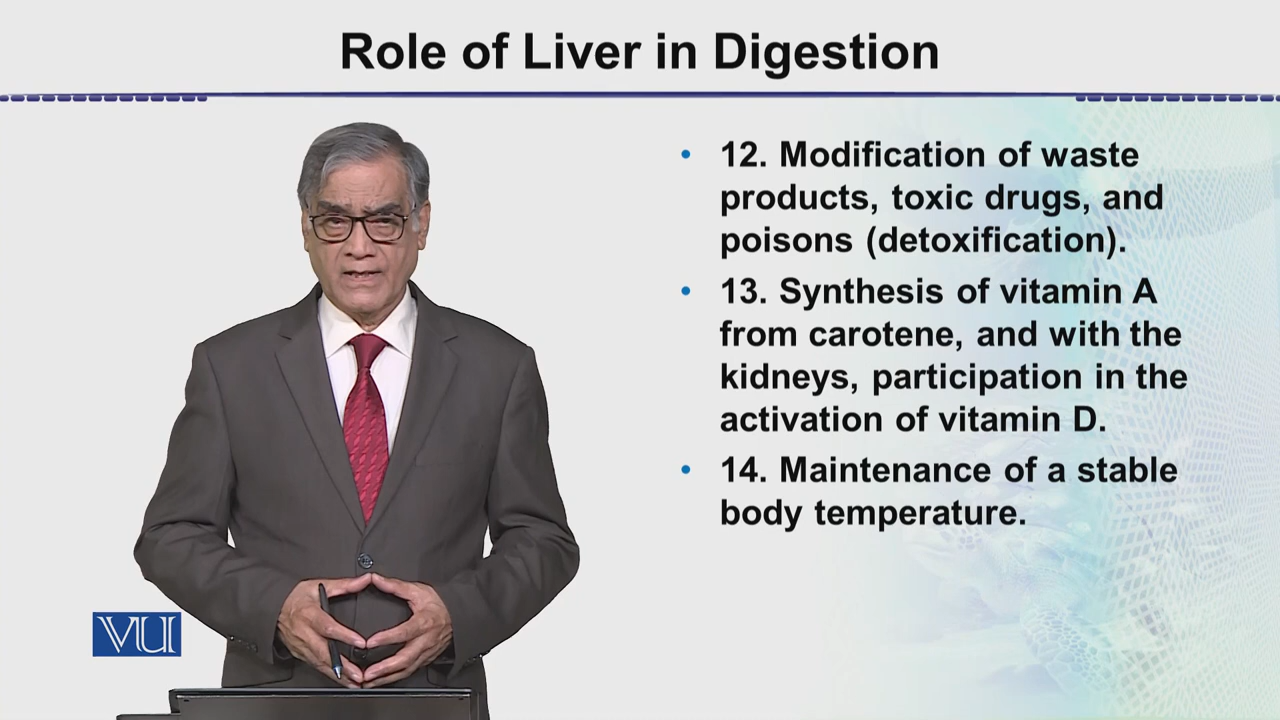 Role of Liver in Digestion
• 12. Modification of waste
products, toxic drugs, and
poisons (detoxification).
• 13. Synthesis of vitamin A
from carotene, and with the
kidneys, participation in the
activation of vitamin D.
• 14. Maintenance of a stable
body temperature.
VU